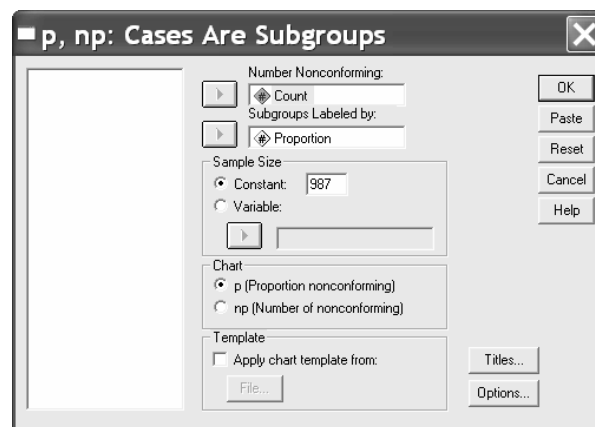 p, np: Cases Are Subgroups
Number Nonconforming:
# Count
Subgroups Labeled by:
# Proportion
Sample Size
Constant: 987
Variable:
Chart
p (Proportion nonconforming)
np (Number of nonconforming)
Template
Apply chart template from:
File...
OK
Paste
Reset
Cancel
Help
Titles...
Options...